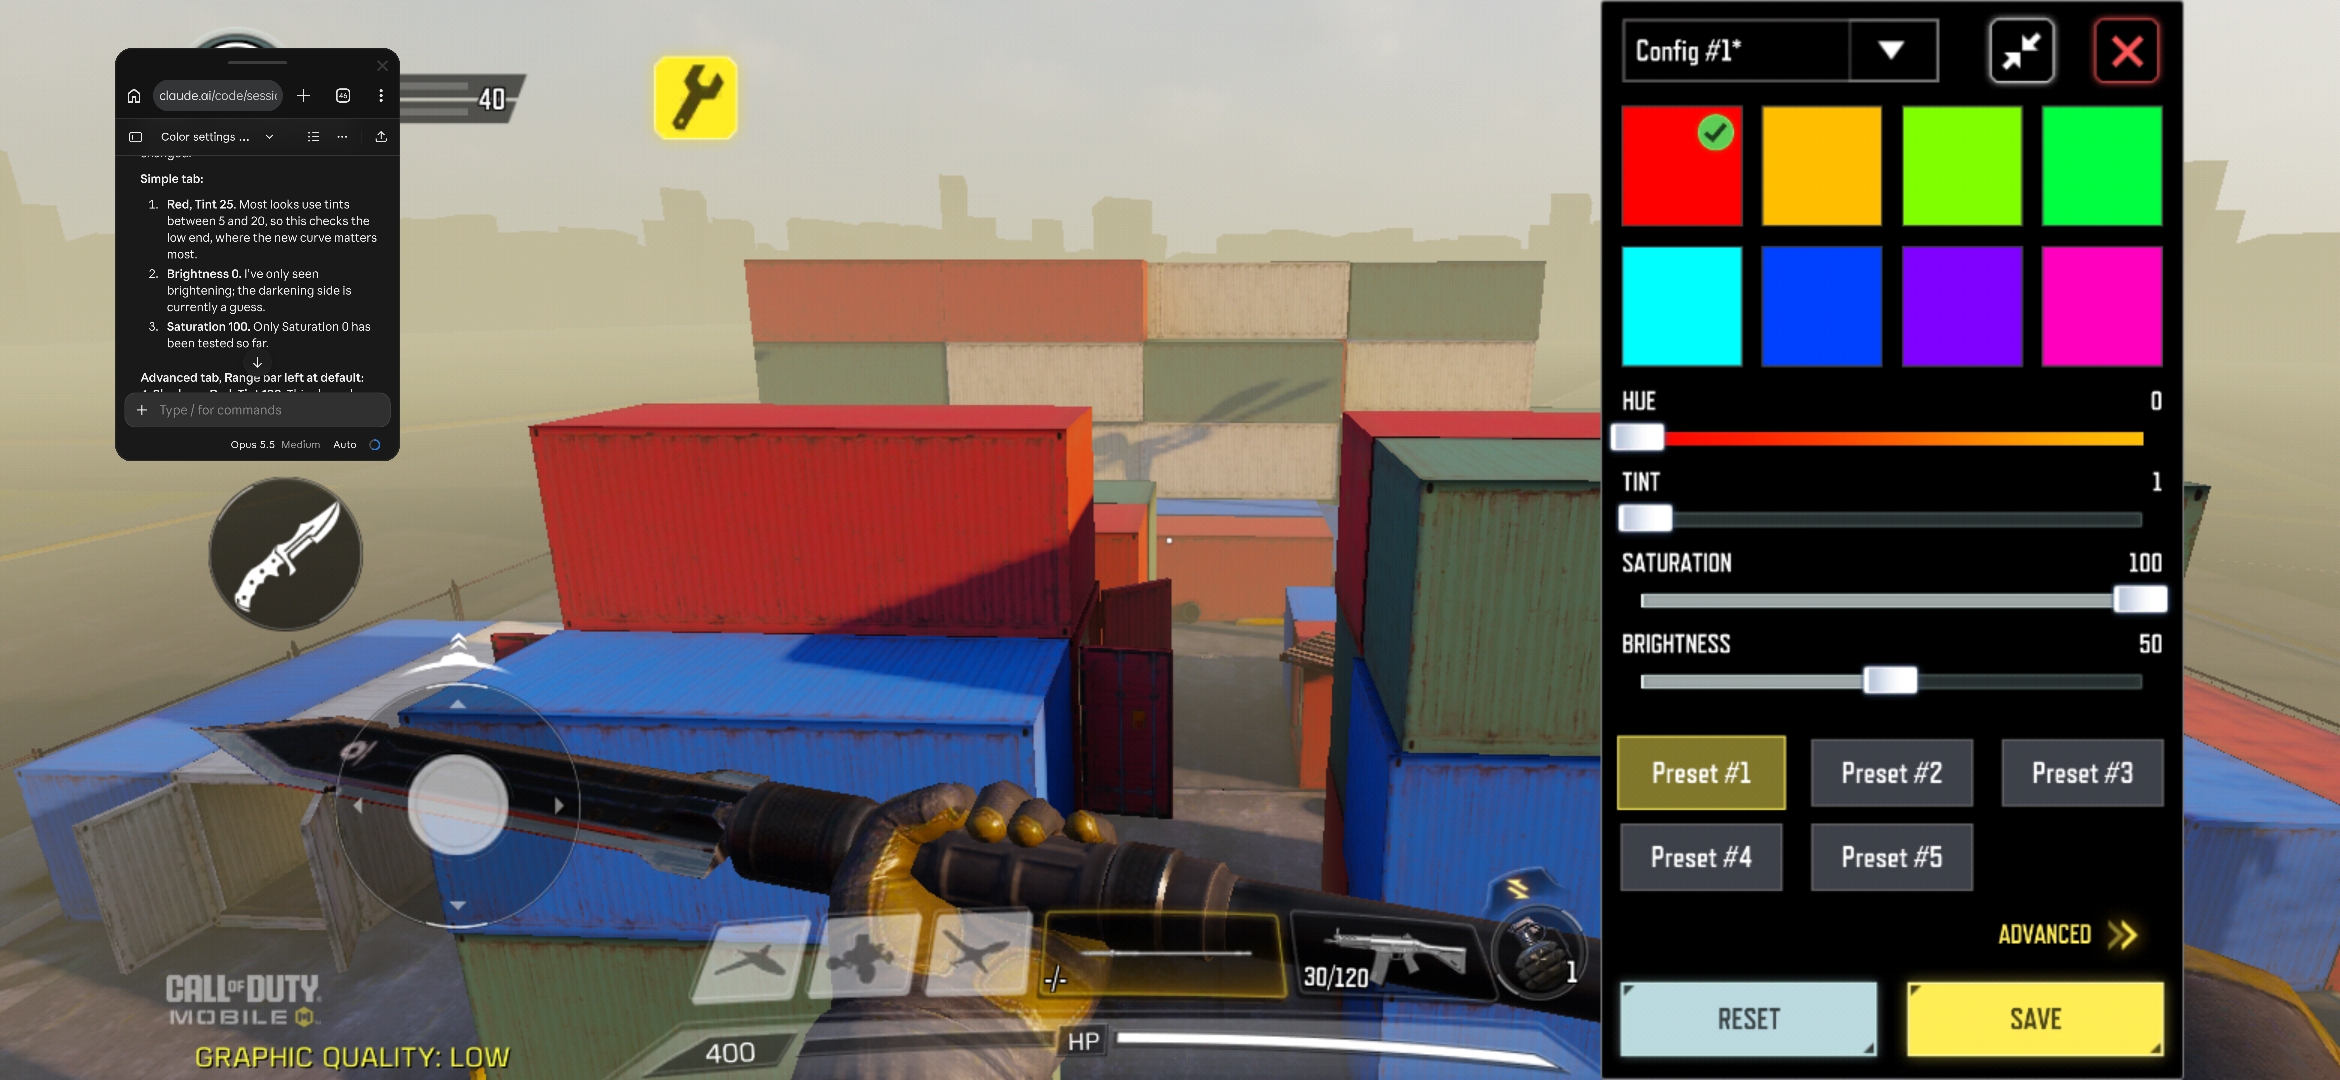 claude.ai/code/sessi
46
Color settings ...
Simple tab:
1. Red, Tint 25. Most looks use tints
between 5 and 20, so this checks the
low end, where the new curve matters
most.
2. Brightness 0. I've only seen
brightening; the darkening side is
currently a guess.
3. Saturation 100. Only Saturation 0 has
been tested so far.
Advanced tab, Range bar left at default:
Type / for commands
Opus 5.5 Medium Auto
40
Config #1*
HUE 0
TINT 1
SATURATION 100
BRIGHTNESS 50
Preset #1 Preset #2 Preset #3
Preset #4 Preset #5
ADVANCED
RESET SAVE
-/-
30/120
1
CALL OF DUTY
MOBILE
GRAPHIC QUALITY: LOW
400
HP